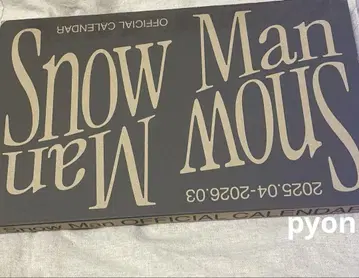 OFFICIAL CALENDAR
Snow Man
Snow Man
2025.04-2026.03
Snow Man OFFICIAL CALENDAR
pyon